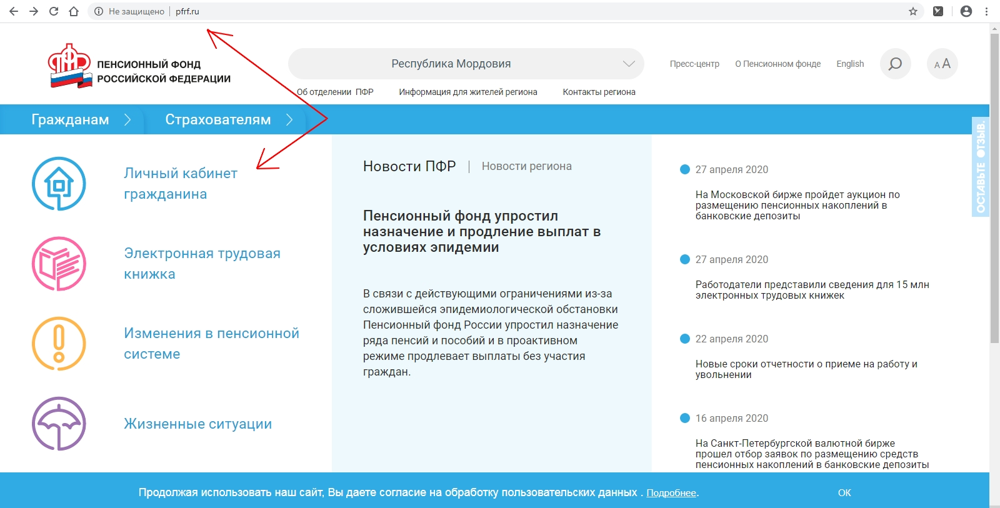 Не защищено | pfrf.ru
ПЕНСИОННЫЙ ФОНД
РОССИЙСКОЙ ФЕДЕРАЦИИ
Республика Мордовия
Пресс-центр
О Пенсионном фонде
English
A A
Об отделении ПФР
Информация для жителей региона
Контакты региона
Гражданам
Страхователям
ОСТАВЬТЕ ОТЗЫВ.
Личный кабинет
гражданина
Электронная трудовая
книжка
Изменения в пенсионной
системе
Жизненные ситуации
Новости ПФР | Новости региона
Пенсионный фонд упростил
назначение и продление выплат в
условиях эпидемии
В связи с действующими ограничениями из-за
сложившейся эпидемиологической обстановки
Пенсионный фонд России упростил назначение
ряда пенсий и пособий и в проактивном
режиме продлевает выплаты без участия
граждан.
27 апреля 2020
На Московской бирже пройдет аукцион по
размещению пенсионных накоплений в
банковские депозиты
27 апреля 2020
Работодатели представили сведения для 15 млн
электронных трудовых книжек
22 апреля 2020
Новые сроки отчетности о приеме на работу и
увольнении
16 апреля 2020
На Санкт-Петербургской валютной бирже
прошел отбор заявок по размещению средств
пенсионных накоплений в банковские депозиты
Продолжая использовать наш сайт, Вы даете согласие на обработку пользовательских данных . Подробнее.
ОК